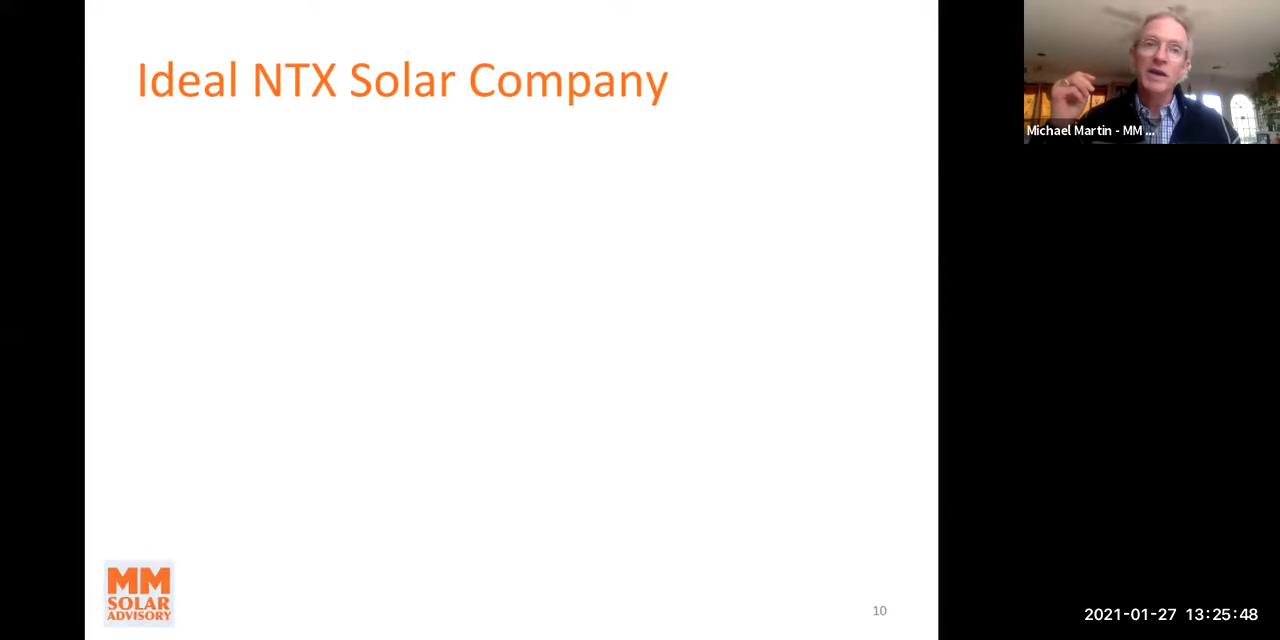 Ideal NTX Solar Company
Michael Martin - MM ...
MM
SOLAR
ADVISORY
10
2021-01-27 13:25:48